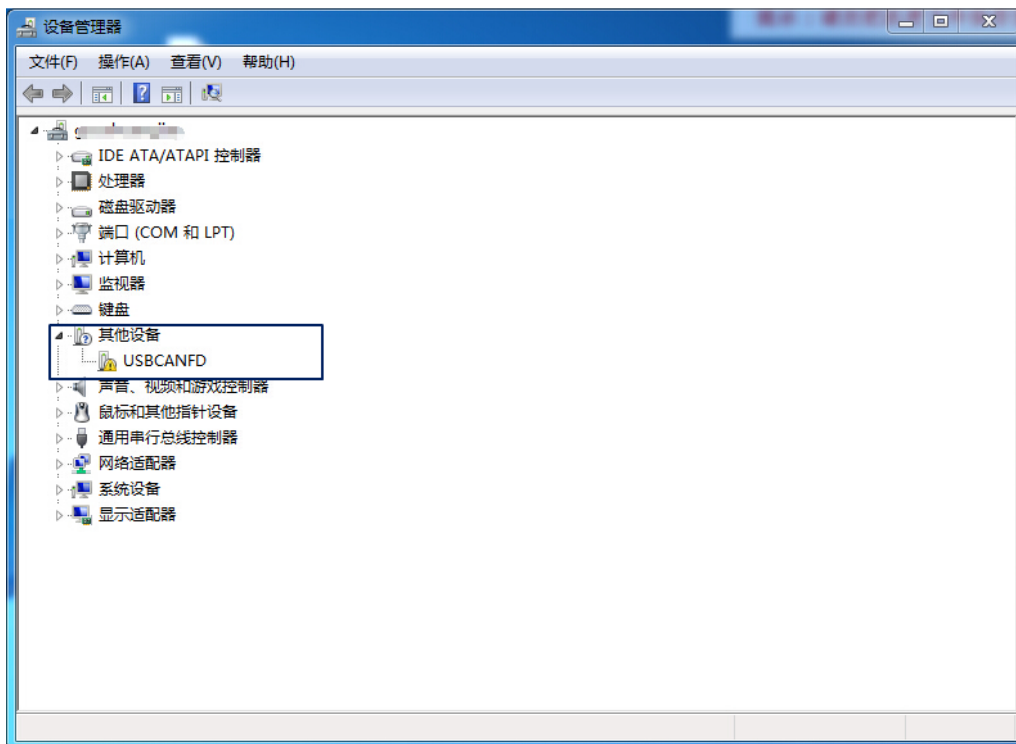 设备管理器
文件(F) 操作(A) 查看(V) 帮助(H)
IDE ATA/ATAPI 控制器
处理器
磁盘驱动器
端口 (COM 和 LPT)
计算机
监视器
键盘
其他设备
USBCANFD
声音、视频和游戏控制器
鼠标和其他指针设备
通用串行总线控制器
网络适配器
系统设备
显示适配器